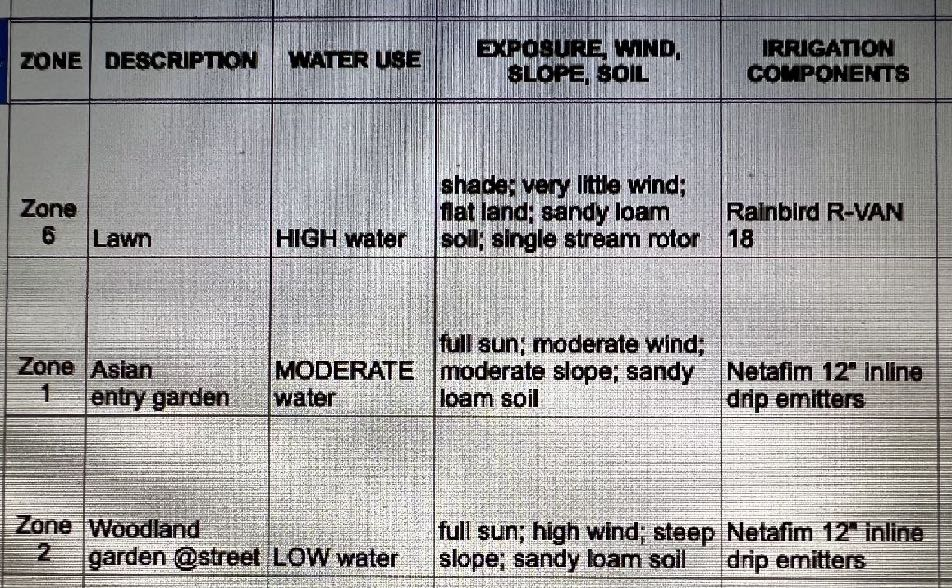 ZONE DESCRIPTION WATER USE EXPOSURE, WIND, SLOPE, SOIL IRRIGATION COMPONENTS
Zone 6
Lawn
HIGH water
shade; very little wind;
flat land; sandy loam
soil; single stream rotor
Rainbird R-VAN
18
Zone
1
Asian
entry garden
MODERATE
water
full sun; moderate wind;
moderate slope; sandy
loam soil
Netafim 12" inline
drip emitters
Zone
2
Woodland
garden @street
LOW water
full sun; high wind; steep
slope; sandy loam soil
Netafim 12" inline
drip emitters